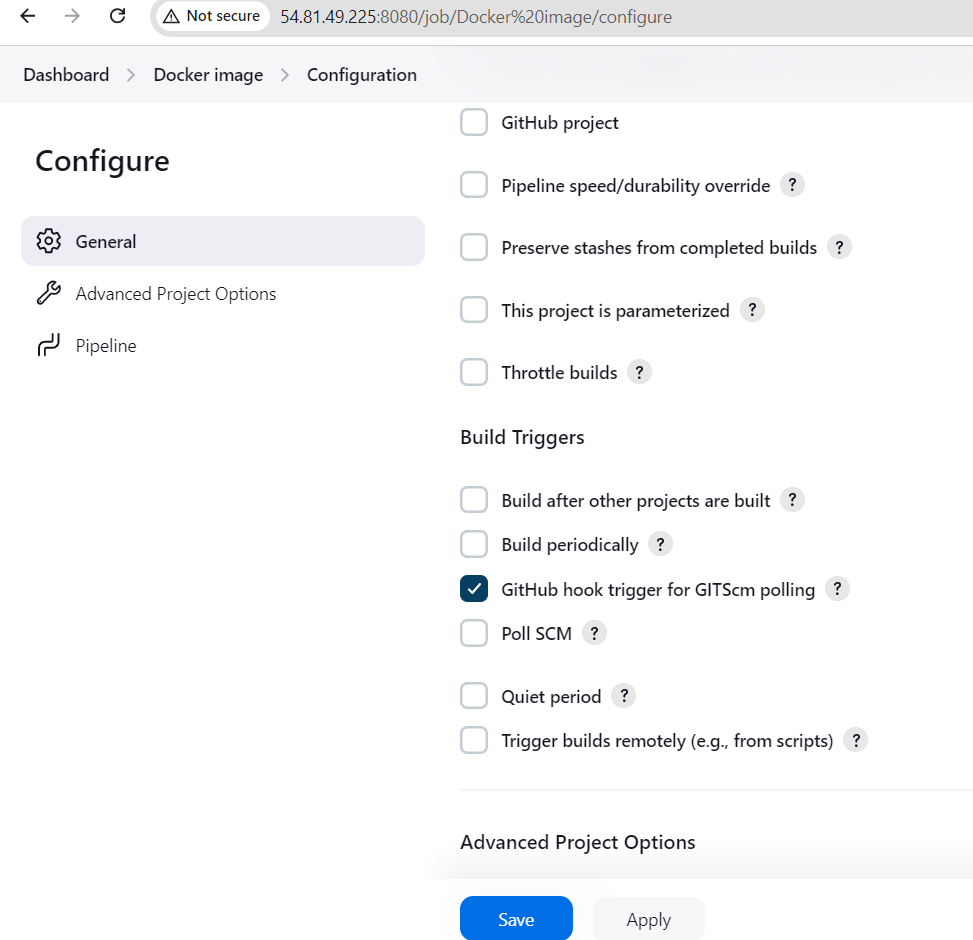 Not secure
54.81.49.225:8080/job/Docker%20image/configure
Dashboard > Docker image > Configuration
Configure
General
Advanced Project Options
Pipeline
GitHub project
Pipeline speed/durability override ?
Preserve stashes from completed builds ?
This project is parameterized ?
Throttle builds ?
Build Triggers
Build after other projects are built ?
Build periodically ?
GitHub hook trigger for GITScm polling ?
Poll SCM ?
Quiet period ?
Trigger builds remotely (e.g., from scripts) ?
Advanced Project Options
Save
Apply